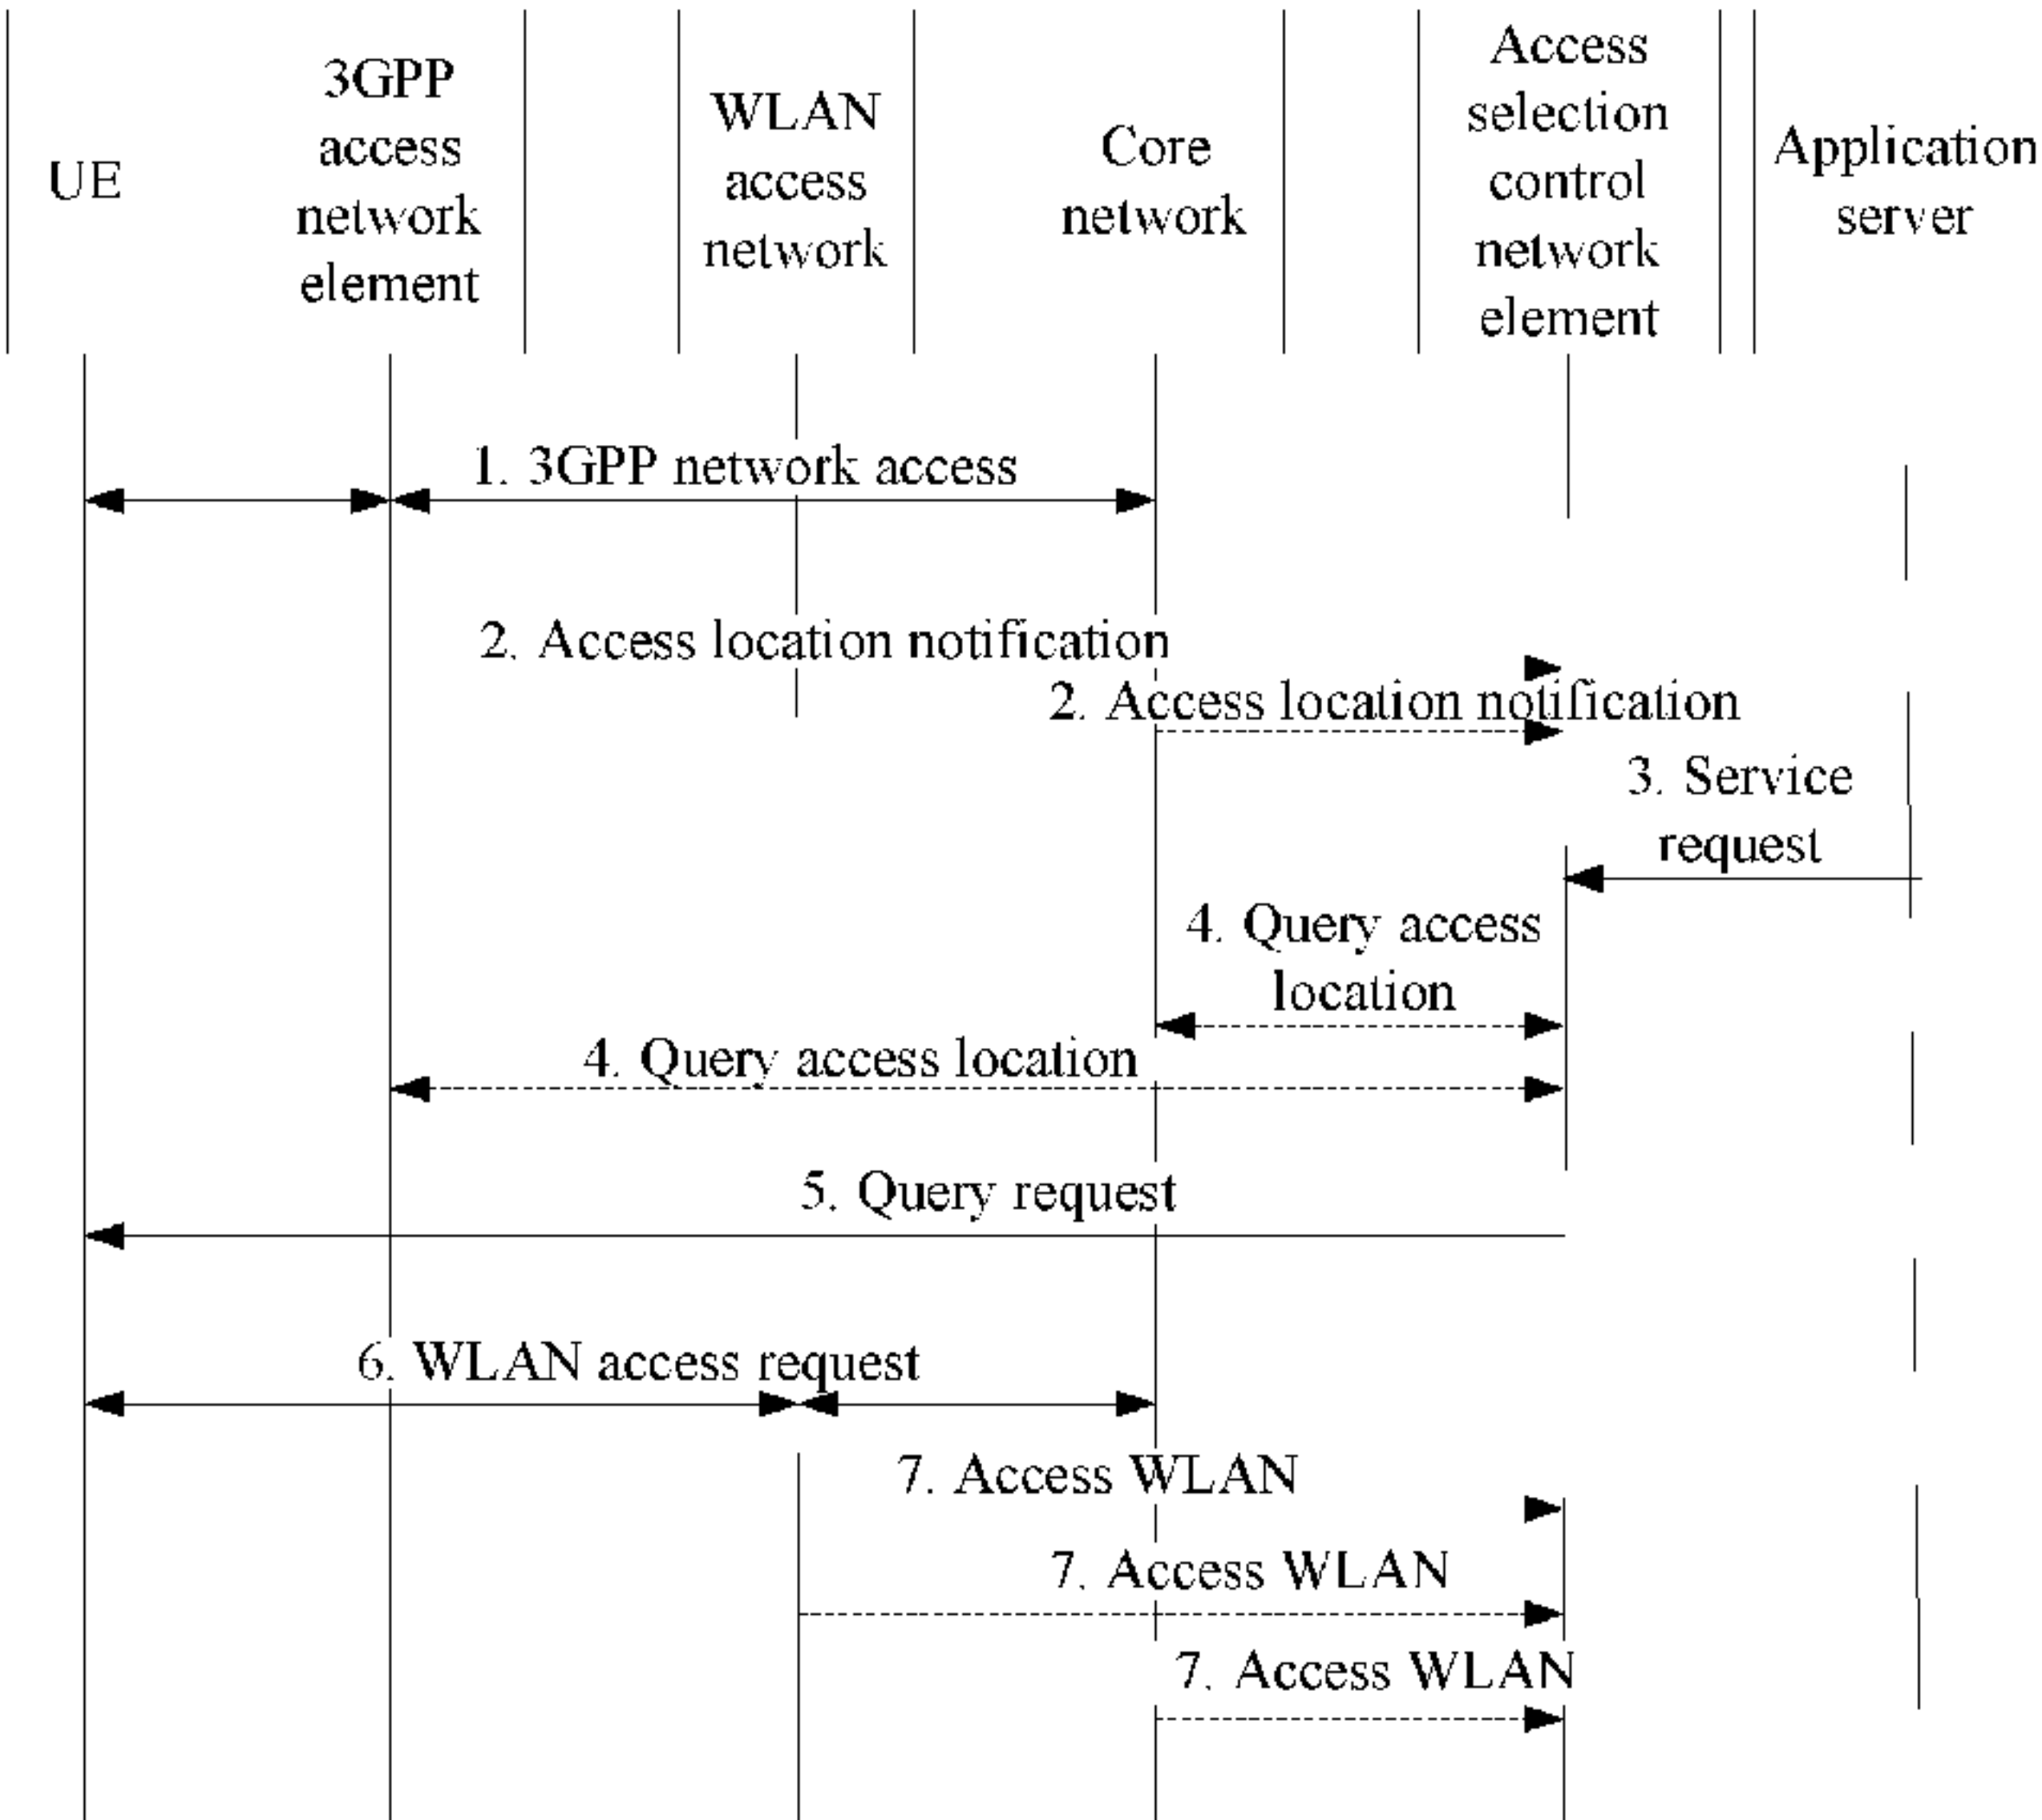 UE
3GPP
access
network
element
WLAN
access
network
Core
network
Access
selection
control
network
element
Application
server
1. 3GPP network access
2. Access location notification
2. Access location notification
3. Service
request
4. Query access
location
4. Query access location
5. Query request
6. WLAN access request
7. Access WLAN
7. Access WLAN
7. Access WLAN